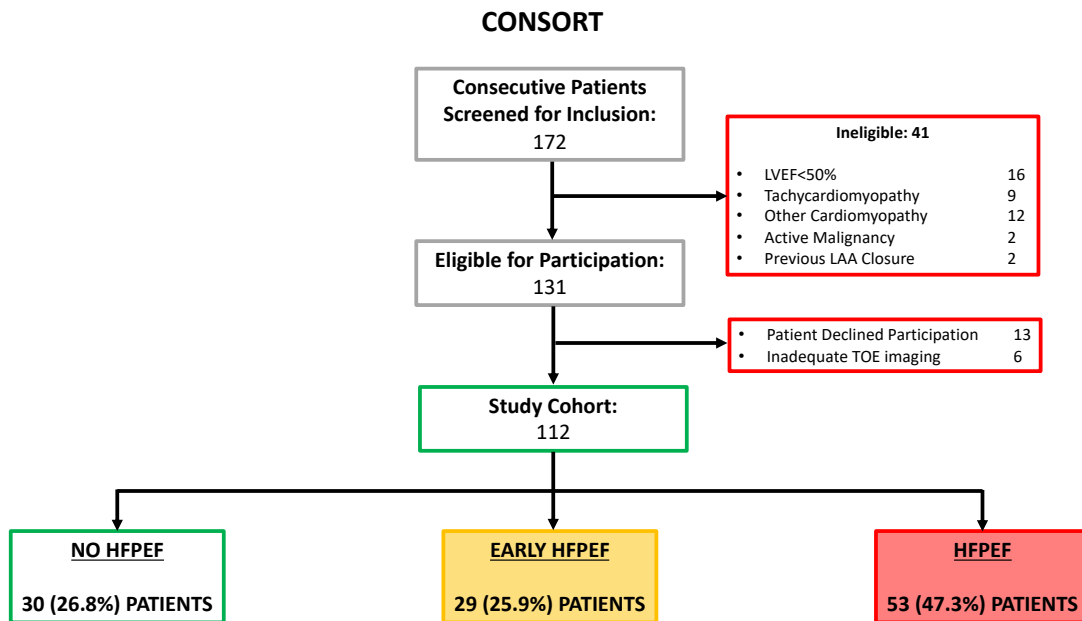 CONSORT
Consecutive Patients
Screened for Inclusion:
172
Ineligible: 41
• LVEF<50% 16
• Tachycardiomyopathy 9
• Other Cardiomyopathy 12
• Active Malignancy 2
• Previous LAA Closure 2
Eligible for Participation:
131
• Patient Declined Participation 13
• Inadequate TOE imaging 6
Study Cohort:
112
NO HFPEF
30 (26.8%) PATIENTS
EARLY HFPEF
29 (25.9%) PATIENTS
HFPEF
53 (47.3%) PATIENTS